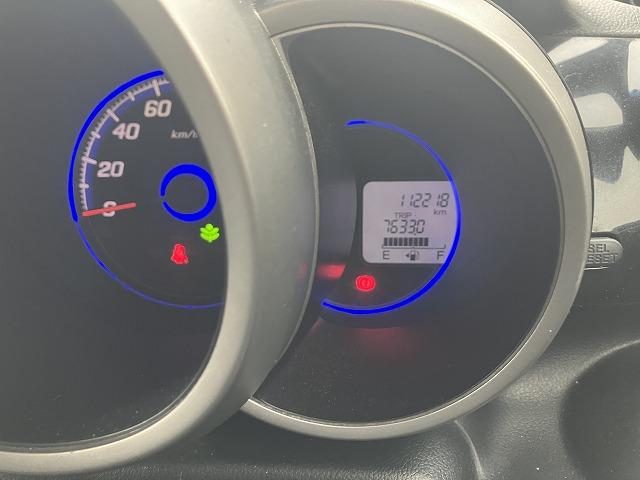 60
40
km/h
20
0
112218
km
TRIP
7633.0
E F
SEL
RESET